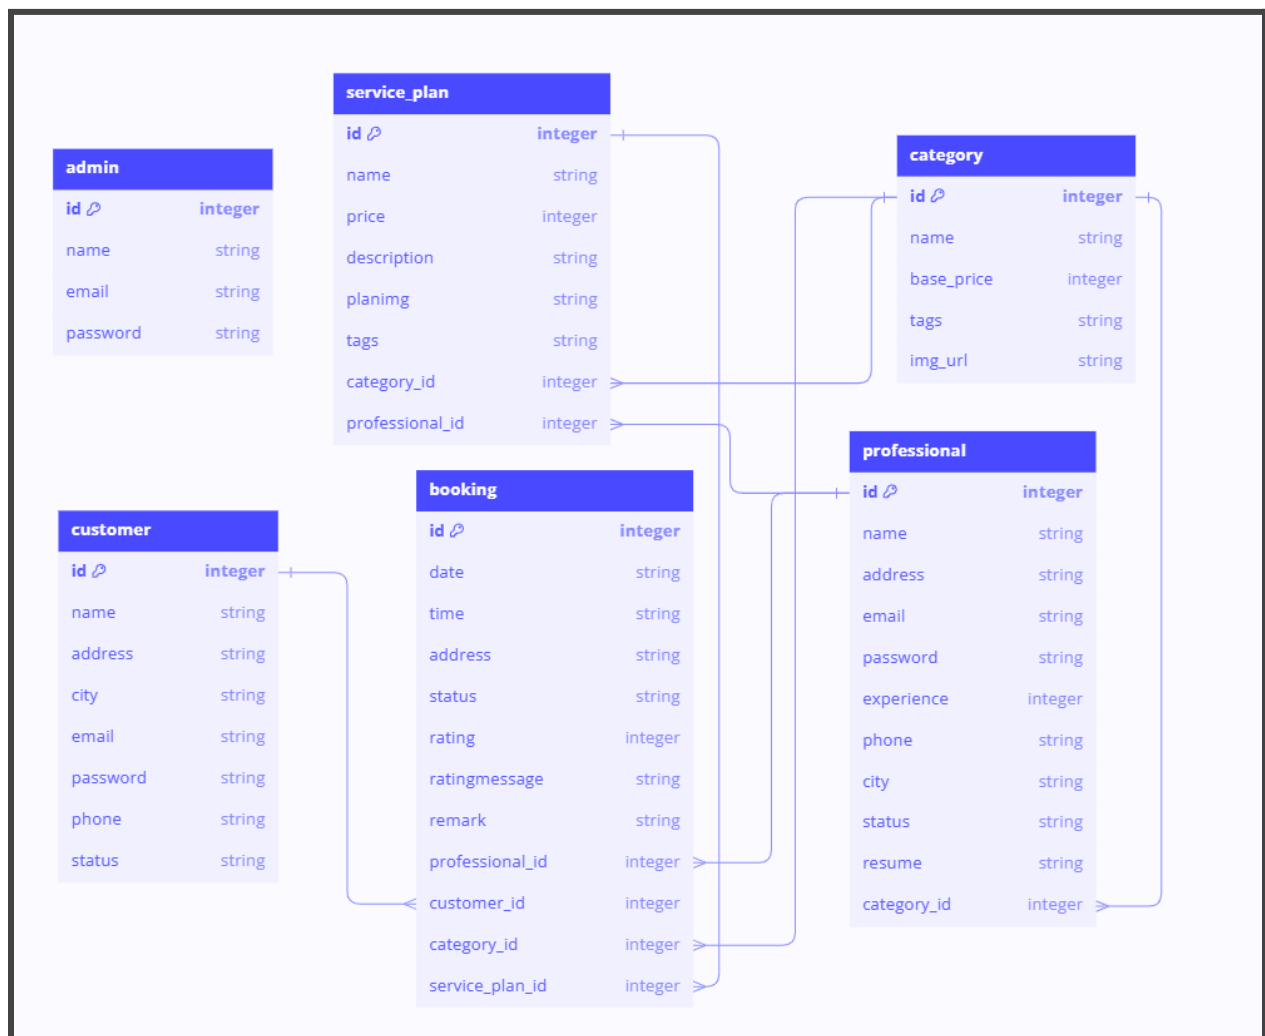 service_plan
id integer
name string
price integer
description string
planimg string
tags string
category_id integer
professional_id integer
admin
id integer
name string
email string
password string
category
id integer
name string
base_price integer
tags string
img_url string
professional
id integer
name string
address string
email string
password string
experience integer
phone string
city string
status string
resume string
category_id integer
booking
id integer
date string
time string
address string
status string
rating integer
ratingmessage string
remark string
professional_id integer
customer_id integer
category_id integer
service_plan_id integer
customer
id integer
name string
address string
city string
email string
password string
phone string
status string